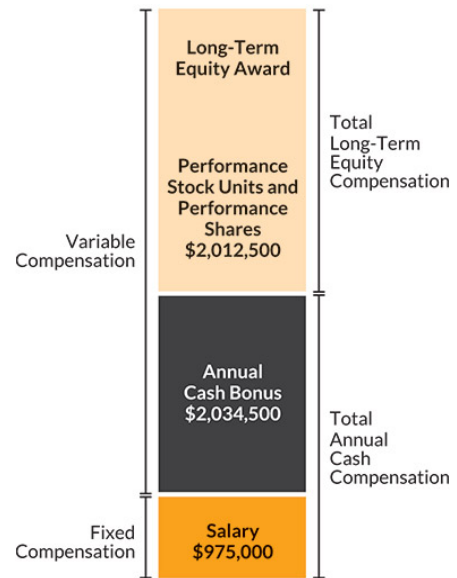 Long-Term
Equity Award
Performance
Stock Units and
Performance
Shares
$2,012,500
Total
Long-Term
Equity
Compensation
Variable
Compensation
Annual
Cash Bonus
$2,034,500
Total
Annual
Cash
Compensation
Fixed
Compensation
Salary
$975,000